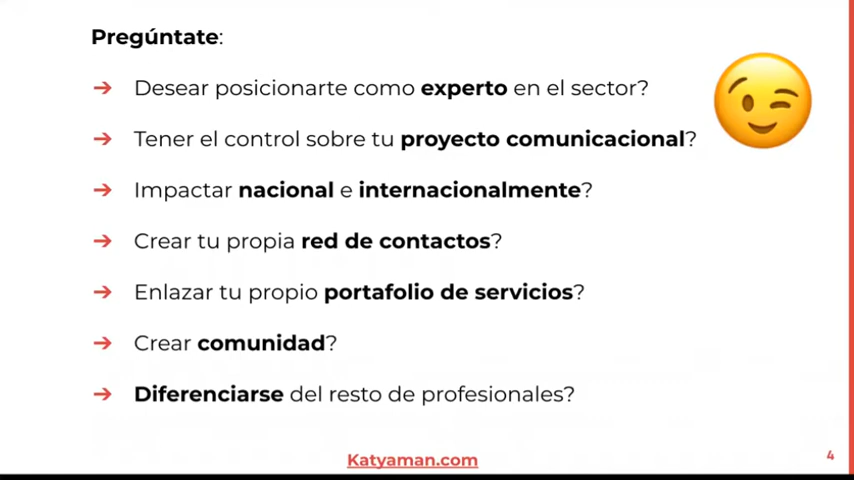 Pregúntate:
➔ Desear posicionarte como experto en el sector?
➔ Tener el control sobre tu proyecto comunicacional?
➔ Impactar nacional e internacionalmente?
➔ Crear tu propia red de contactos?
➔ Enlazar tu propio portafolio de servicios?
➔ Crear comunidad?
➔ Diferenciarse del resto de profesionales?
Katyaman.com
4